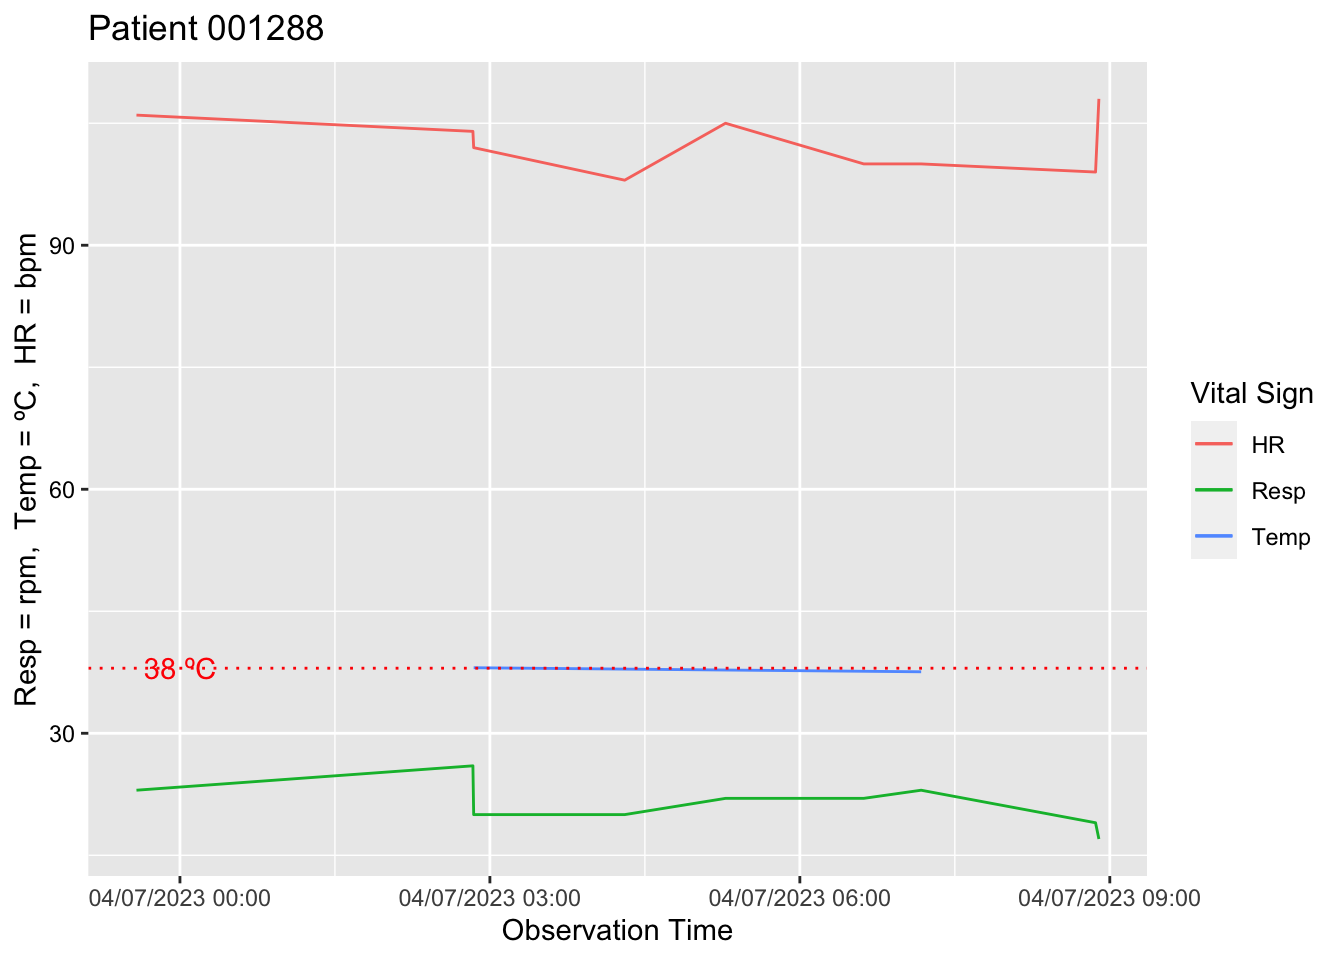 Patient 001288
Resp = rpm,  Temp = ºC,  HR = bpm
90
60
30
38 ºC
04/07/2023 00:00
04/07/2023 03:00
04/07/2023 06:00
04/07/2023 09:00
Observation Time
Vital Sign
HR
Resp
Temp